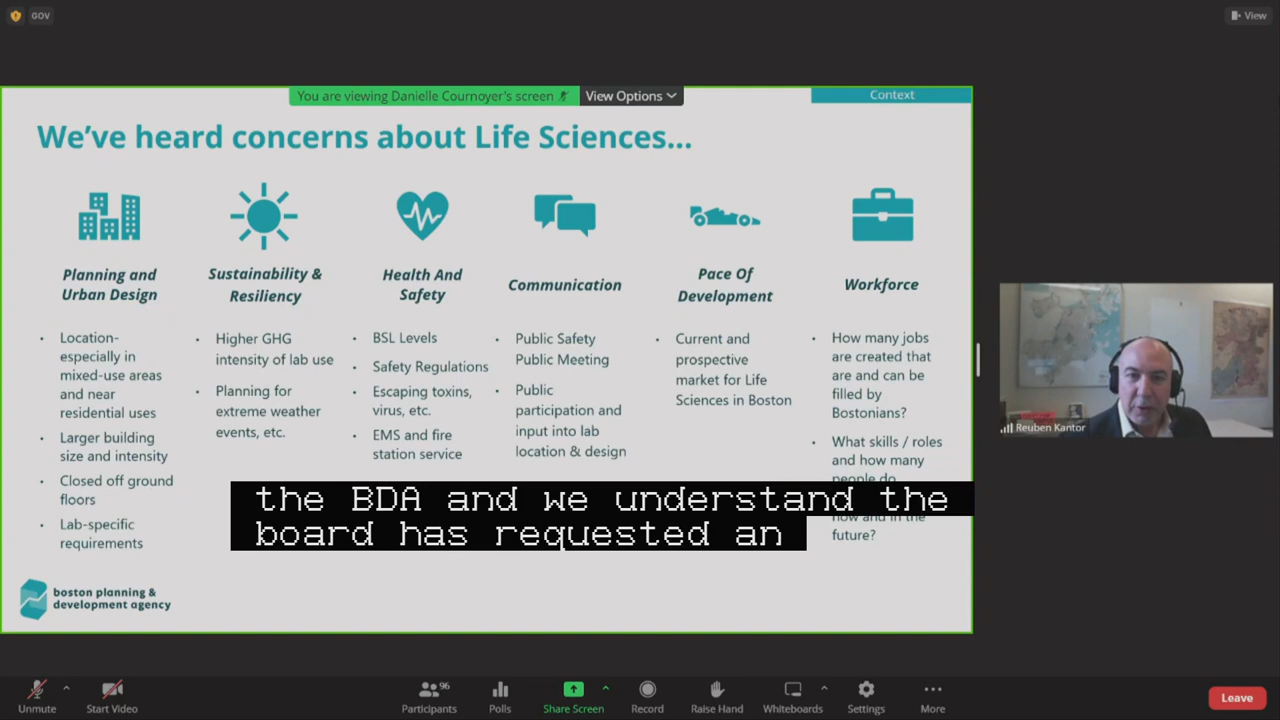 GOV
View
You are viewing Danielle Cournoyer's screen
View Options
Context
We've heard concerns about Life Sciences...
Planning and
Urban Design
Location-
especially in
mixed-use areas
and near
residential uses
Larger building
size and intensity
Closed off ground
floors
Lab-specific
requirements
Sustainability &
Resiliency
Higher GHG
intensity of lab use
Planning for
extreme weather
events, etc.
Health And
Safety
BSL Levels
Safety Regulations
Escaping toxins,
virus, etc.
EMS and fire
station service
Communication
Public Safety
Public Meeting
Public
participation and
input into lab
location & design
Pace Of
Development
Current and
prospective
market for Life
Sciences in Boston
Workforce
How many jobs
are created that
are and can be
filled by
Bostonians?
What skills / roles
and how many
people do
now and in the
future?
the BDA and we understand the
board has requested an
boston planning &
development agency
Reuben Kantor
Unmute
Start Video
96
Participants
Polls
Share Screen
Record
Raise Hand
Whiteboards
Settings
More
Leave